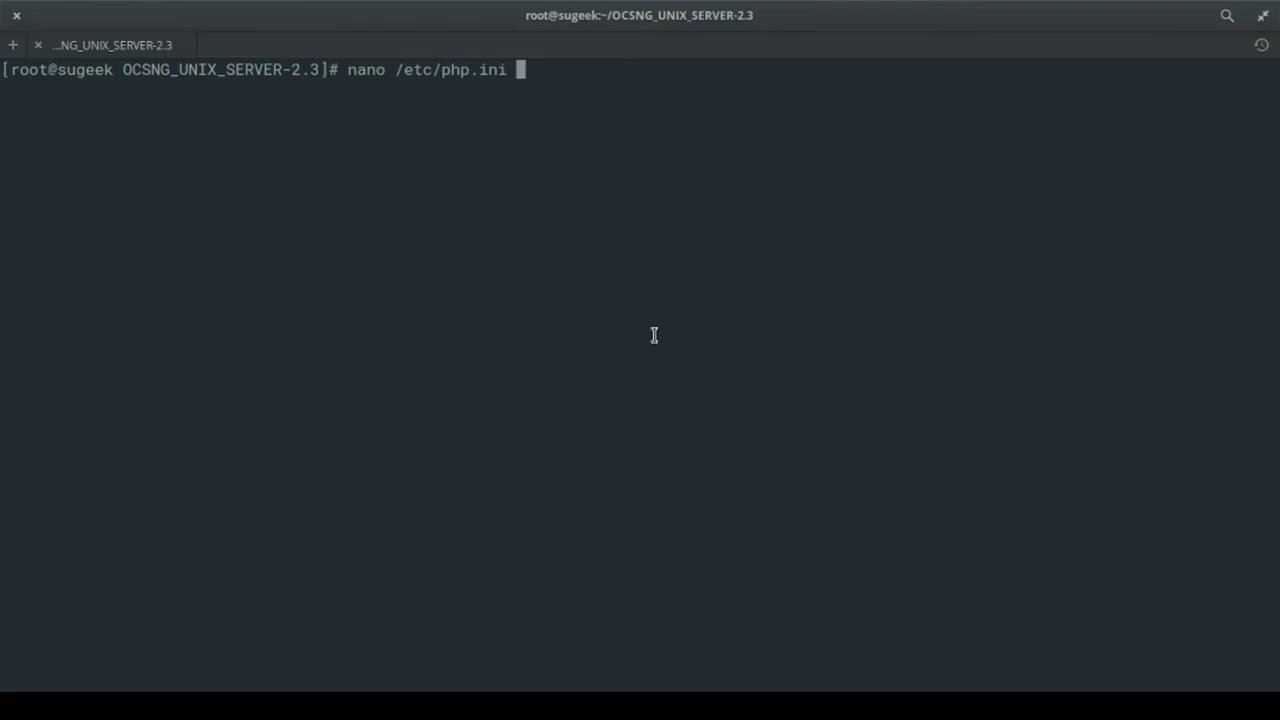 root@sugeek:~/OCSNG_UNIX_SERVER-2.3
...NG_UNIX_SERVER-2.3
[root@sugeek OCSNG_UNIX_SERVER-2.3]# nano /etc/php.ini